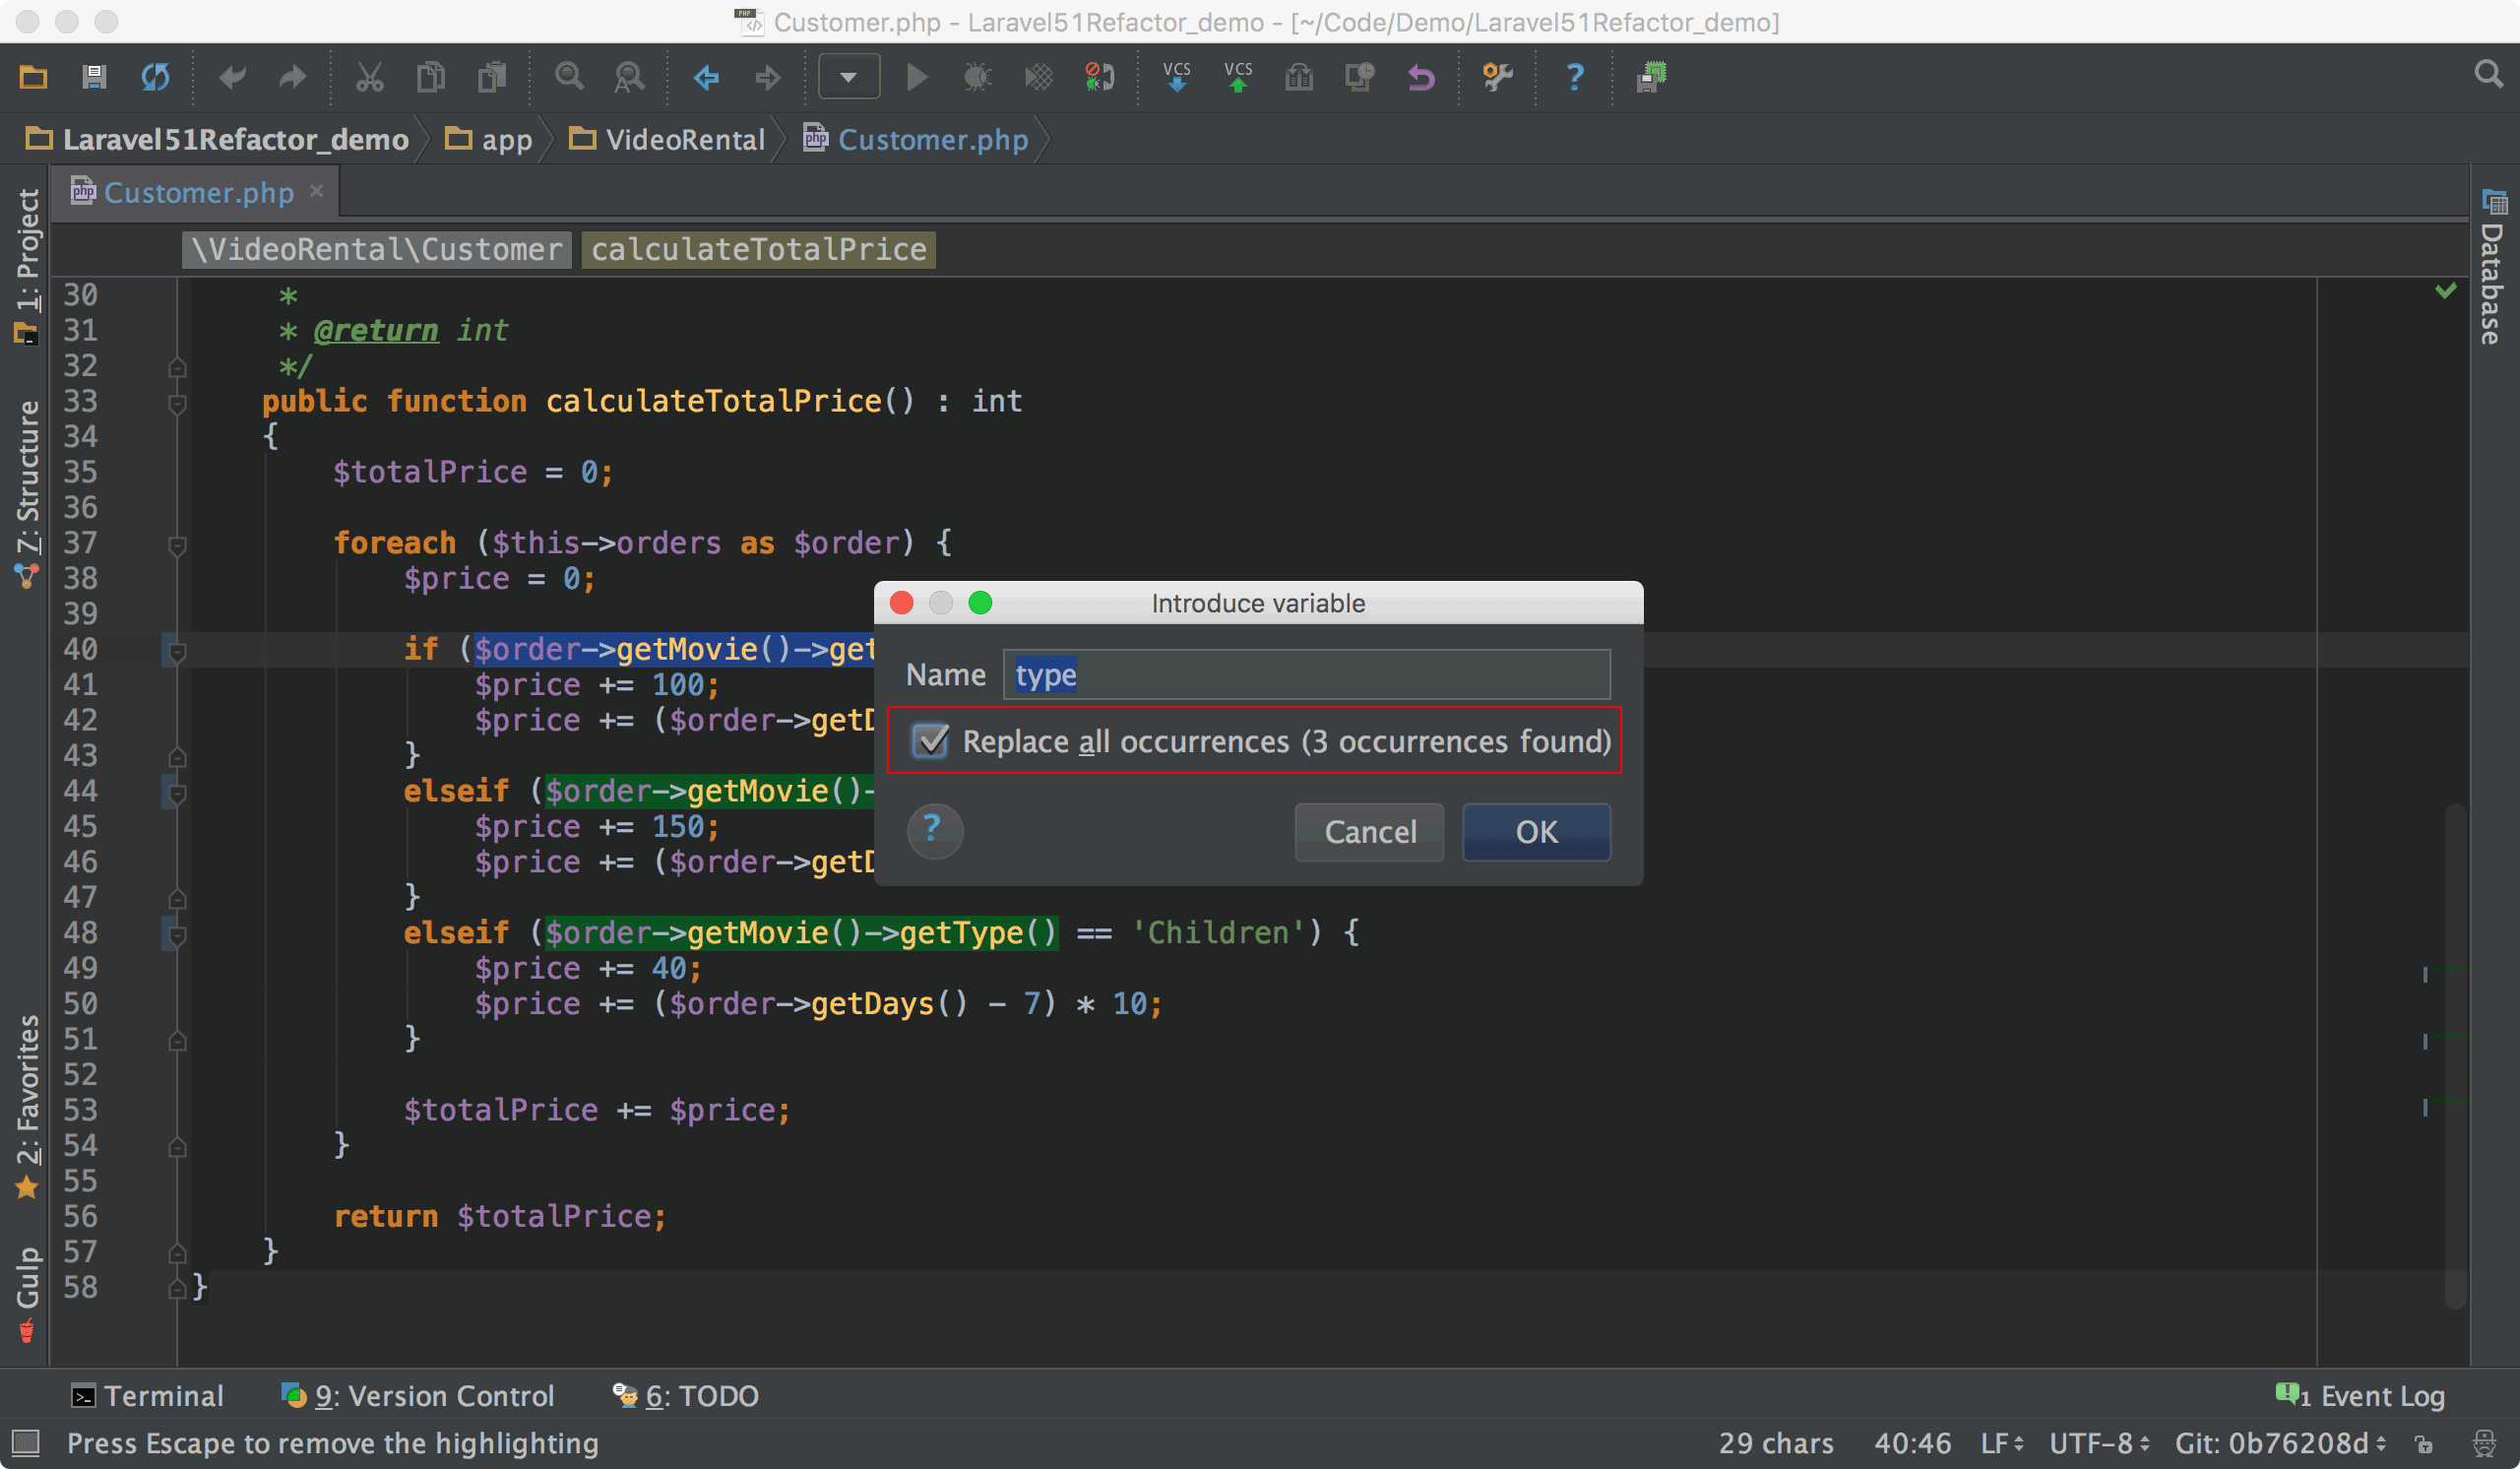 Customer.php - Laravel51Refactor_demo - [~/Code/Demo/Laravel51Refactor_demo]
VCS VCS ?
Laravel51Refactor_demo app VideoRental Customer.php
Customer.php ×
\VideoRental\Customer calculateTotalPrice
1: Project
7: Structure
2: Favorites
Gulp
Database
30 *
31 * @return int
32 */
33 public function calculateTotalPrice() : int
34 {
35 $totalPrice = 0;
36
37 foreach ($this->orders as $order) {
38 $price = 0;
39
40 if ($order->getMovie()->get
41 $price += 100;
42 $price += ($order->getD
43 }
44 elseif ($order->getMovie()-
45 $price += 150;
46 $price += ($order->getD
47 }
48 elseif ($order->getMovie()->getType() == 'Children') {
49 $price += 40;
50 $price += ($order->getDays() - 7) * 10;
51 }
52
53 $totalPrice += $price;
54 }
55
56 return $totalPrice;
57 }
58 }
Introduce variable
Name type
Replace all occurrences (3 occurrences found)
? Cancel OK
Terminal 9: Version Control 6: TODO 1 Event Log
Press Escape to remove the highlighting 29 chars 40:46 LF UTF-8 Git: 0b76208d